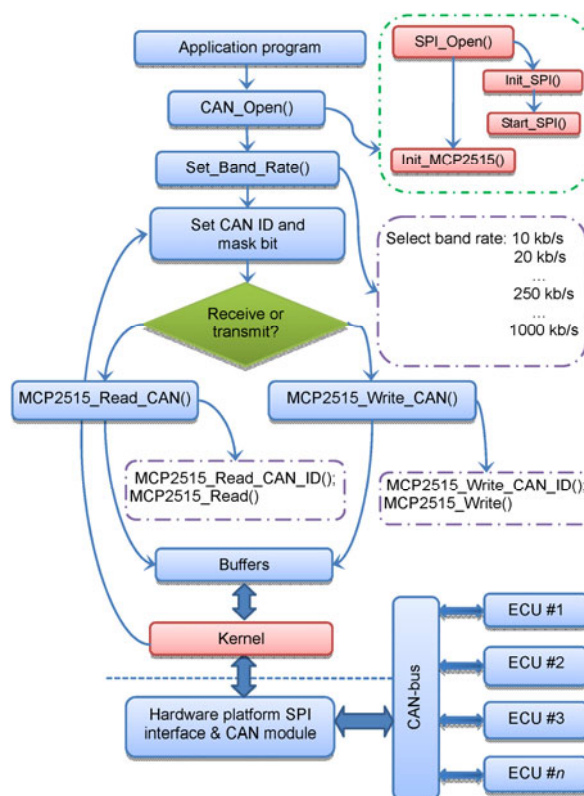 Application program
CAN_Open()
Set_Band_Rate()
Set CAN ID and
mask bit
Receive or
transmit?
SPI_Open()
Init_SPI()
Start_SPI()
Init_MCP2515()
Select band rate: 10 kb/s
20 kb/s
...
250 kb/s
...
1000 kb/s
MCP2515_Read_CAN()
MCP2515_Write_CAN()
MCP2515_Read_CAN_ID();
MCP2515_Read()
MCP2515_Write_CAN_ID();
MCP2515_Write()
Buffers
Kernel
Hardware platform SPI
interface & CAN module
CAN-bus
ECU #1
ECU #2
ECU #3
ECU #n